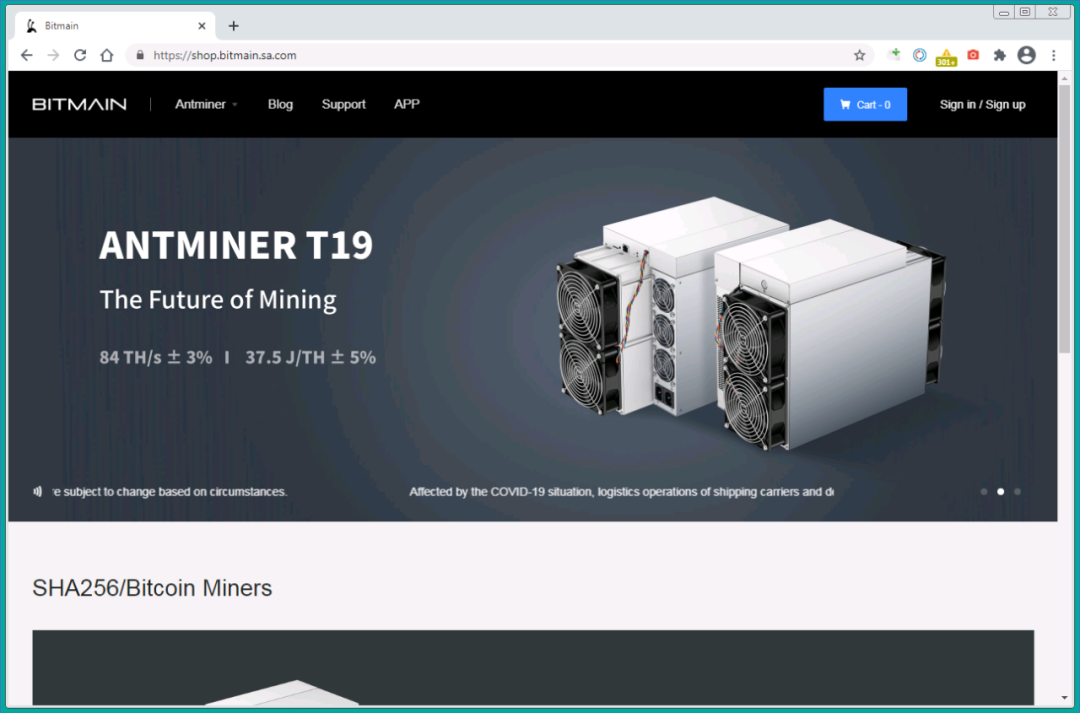 Bitmain
https://shop.bitmain.sa.com
301+
BITMAIN | Antminer Blog Support APP Cart - 0 Sign in / Sign up
ANTMINER T19
The Future of Mining
84 TH/s ± 3% I 37.5 J/TH ± 5%
subject to change based on circumstances. Affected by the COVID-19 situation, logistics operations of shipping carriers and
SHA256/Bitcoin Miners